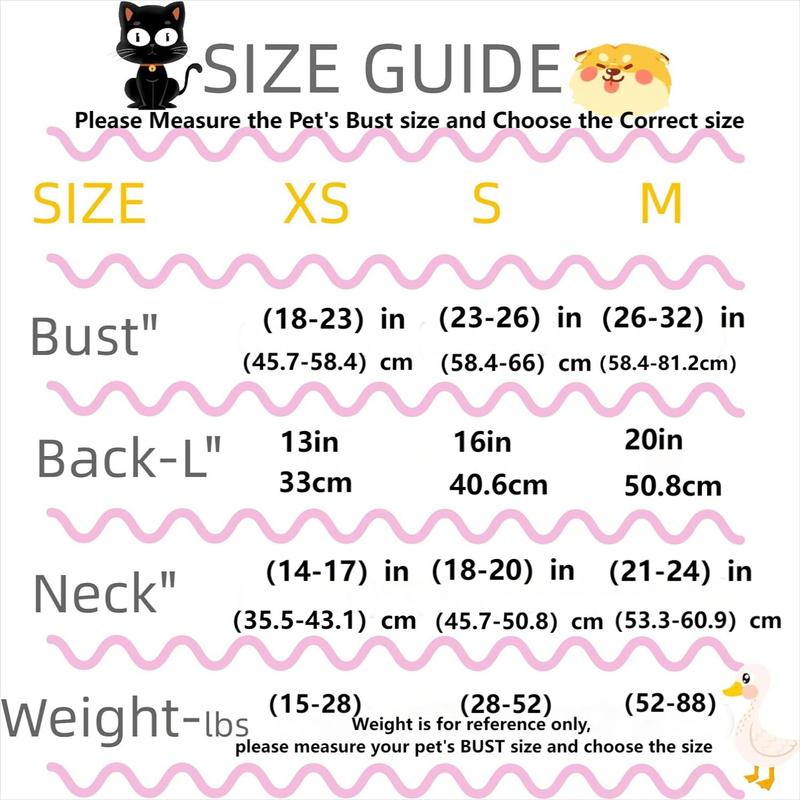 SIZE GUIDE
Please Measure the Pet's Bust size and Choose the Correct size
SIZE XS S M
Bust" (18-23) in (23-26) in (26-32) in
(45.7-58.4) cm (58.4-66) cm (58.4-81.2cm)
Back-L" 13in 16in 20in
33cm 40.6cm 50.8cm
Neck" (14-17) in (18-20) in (21-24) in
(35.5-43.1) cm (45.7-50.8) cm (53.3-60.9) cm
Weight-lbs (15-28) (28-52) (52-88)
Weight is for reference only,
please measure your pet's BUST size and choose the size